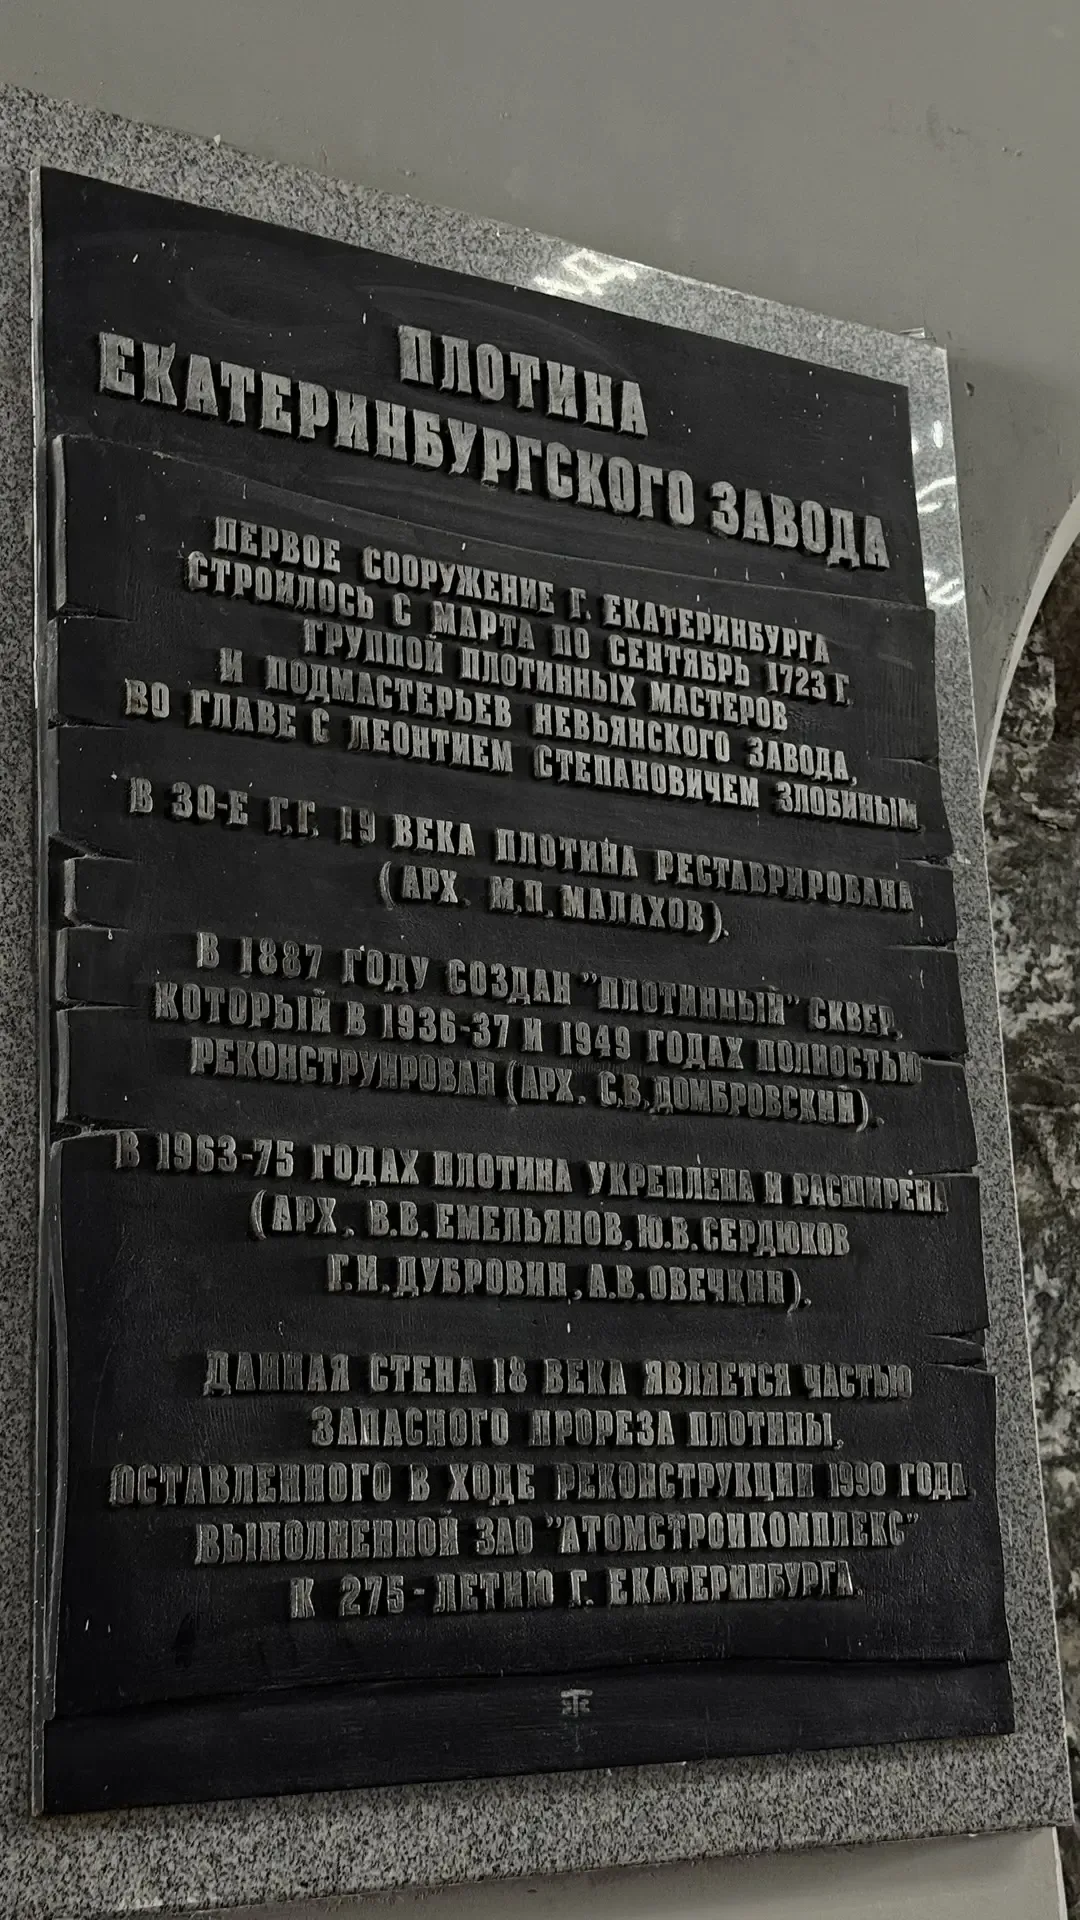 ПЛОТИНА
ЕКАТЕРИНБУРГСКОГО ЗАВОДА
ПЕРВОЕ СООРУЖЕНИЕ Г. ЕКАТЕРИНБУРГА
СТРОИЛОСЬ С МАРТА ПО СЕНТЯБРЬ 1723 Г.
ГРУППОЙ ПЛОТИННЫХ МАСТЕРОВ
И ПОДМАСТЕРЬЕВ НЕВЬЯНСКОГО ЗАВОДА,
ВО ГЛАВЕ С ЛЕОНТИЕМ СТЕПАНОВИЧЕМ ЗЛОБИНЫМ.
В 30-Е Г.Г. 19 ВЕКА ПЛОТИНА РЕСТАВРИРОВАНА
(АРХ. М.П. МАЛАХОВ).
В 1887 ГОДУ СОЗДАН "ПЛОТИННЫЙ" СКВЕР,
КОТОРЫЙ В 1936-37 И 1949 ГОДАХ ПОЛНОСТЬЮ
РЕКОНСТРУИРОВАН (АРХ. С.В. ДОМБРОВСКИЙ).
В 1963-75 ГОДАХ ПЛОТИНА УКРЕПЛЕНА И РАСШИРЕНА
(АРХ. В.В. ЕМЕЛЬЯНОВ, Ю.В. СЕРДЮКОВ
Г.И. ДУБРОВИН, А.В. ОВЕЧКИН).
ДАННАЯ СТЕНА 18 ВЕКА ЯВЛЯЕТСЯ ЧАСТЬЮ
ЗАПАСНОГО ПРОРЕЗА ПЛОТИНЫ,
ОСТАВЛЕННОГО В ХОДЕ РЕКОНСТРУКЦИИ 1990 ГОДА
ВЫПОЛНЕННОЙ ЗАО "АТОМСТРОЙКОМПЛЕКС"
К 275-ЛЕТИЮ Г. ЕКАТЕРИНБУРГА.